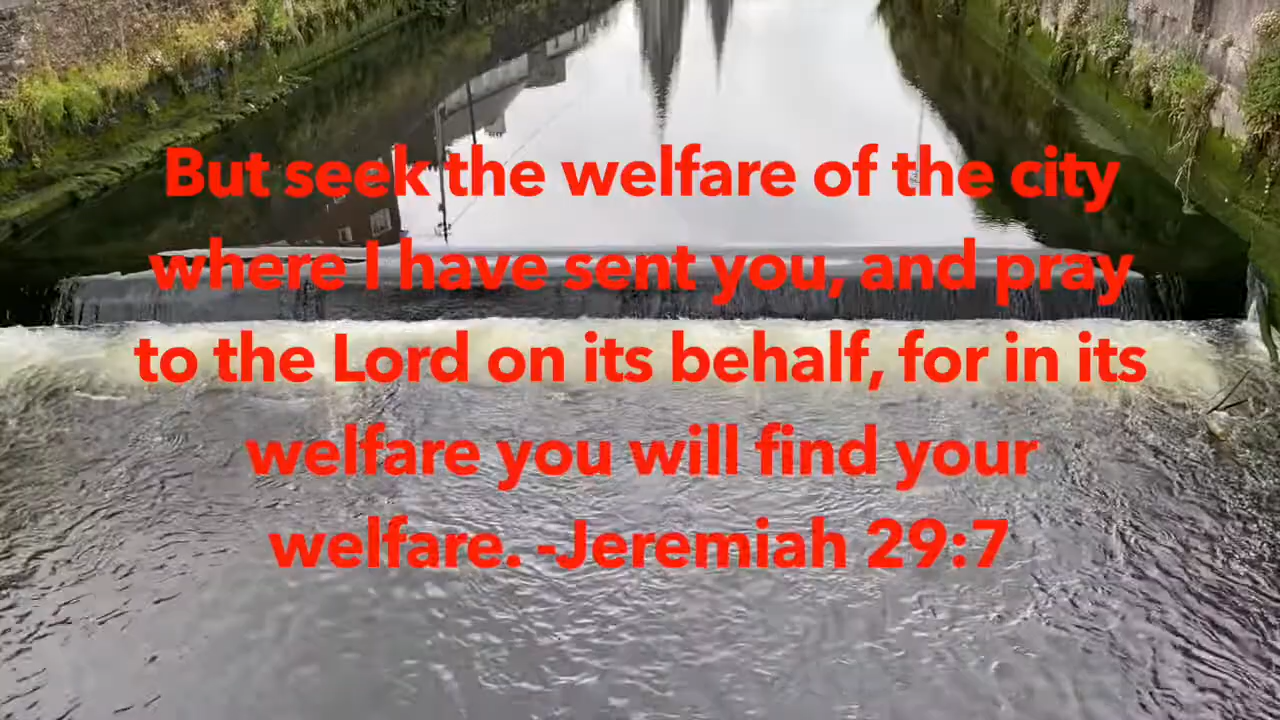 But seek the welfare of the city
where I have sent you, and pray
to the Lord on its behalf, for in its
welfare you will find your
welfare. -Jeremiah 29:7